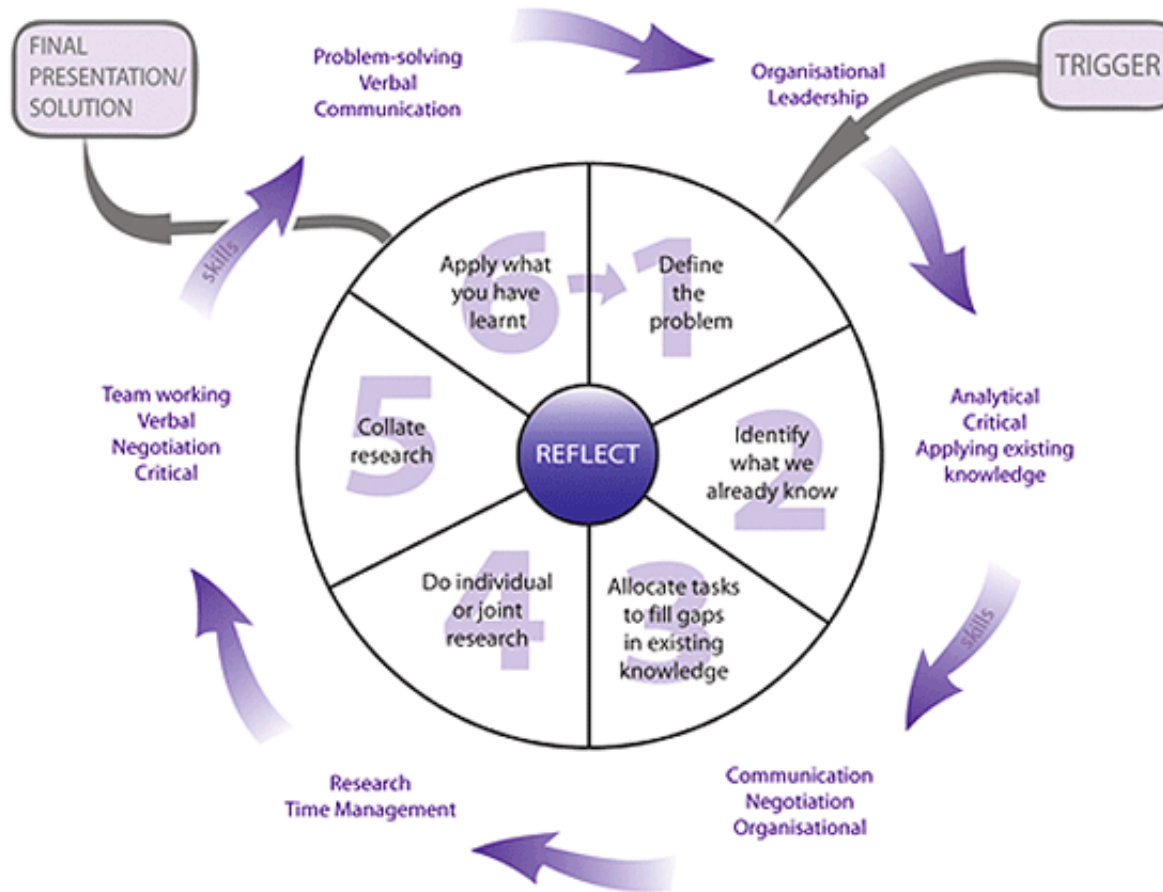 FINAL
PRESENTATION/
SOLUTION
Problem-solving
Verbal
Communication
Organisational
Leadership
TRIGGER
skills
6
Apply what
you have
learnt
1
Define
the
problem
Team working
Verbal
Negotiation
Critical
5
Collate
research
REFLECT
2
Identify
what we
already know
Analytical
Critical
Applying existing
knowledge
4
Do individual
or joint
research
3
Allocate tasks
to fill gaps
in existing
knowledge
skills
Research
Time Management
Communication
Negotiation
Organisational